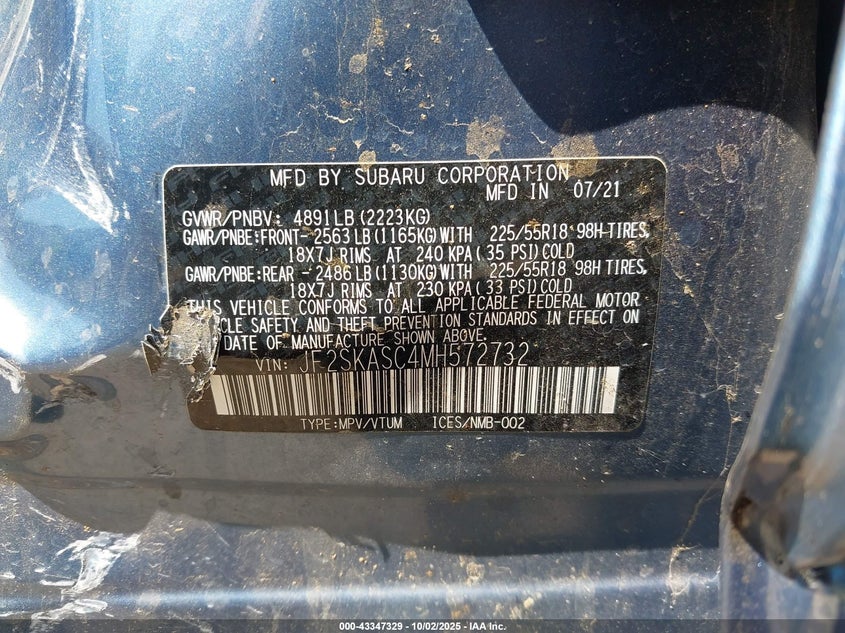 MFD BY SUBARU CORPORATION
MFD IN 07/21
GVWR/PNBV: 4891LB(2223KG)
GAWR/PNBE:FRONT-2563LB(1165KG)WITH 225/55R18 98H TIRES,
18X7J RIMS AT 240 KPA(35 PSI)COLD
GAWR/PNBE:REAR -2486LB(1130KG)WITH 225/55R18 98H TIRES,
18X7J RIMS AT 230 KPA(33 PSI)COLD
THIS VEHICLE CONFORMS TO ALL APPLICABLE FEDERAL MOTOR
SAFETY AND THEFT PREVENTION STANDARDS IN EFFECT ON
DATE OF MANUFACTURE SHOWN ABOVE.
VIN: JF2SKASC4MH572732
TYPE:MPV/VTUM ICES/NMB-002
000-43347329 - 10/02/2025 - © IAA Inc.